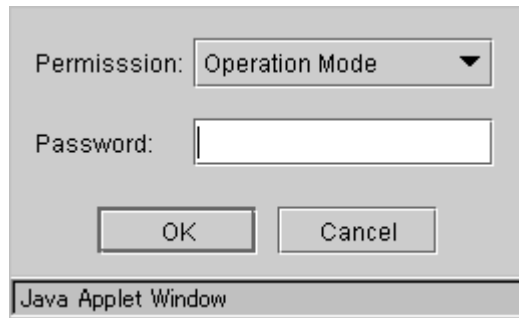 Permisssion: Operation Mode
Password:
OK Cancel
Java Applet Window